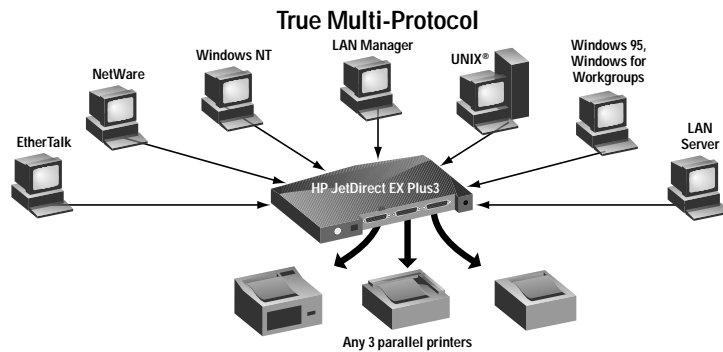 True Multi-Protocol
LAN Manager
Windows NT
UNIX®
Windows 95,
Windows for
Workgroups
NetWare
EtherTalk
LAN
Server
HP JetDirect EX Plus3
Any 3 parallel printers